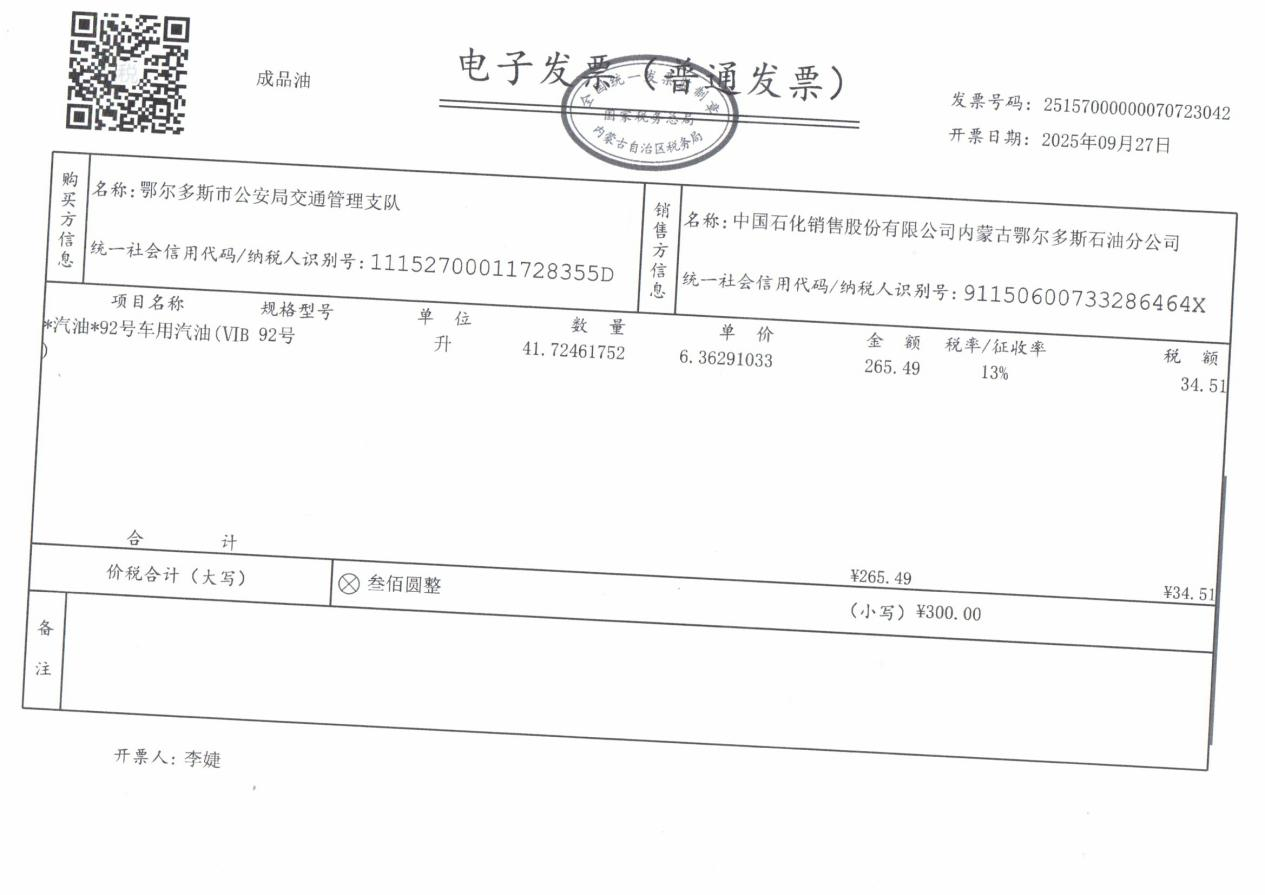 税
成品油
电子发票（普通发票）
全国统一发票监制章
国家税务总局
内蒙古自治区税务局
发票号码：25157000000070723042
开票日期：2025年09月27日
购买方信息
名称：鄂尔多斯市公安局交通管理支队
统一社会信用代码/纳税人识别号：11152700011728355D
销售方信息
名称：中国石化销售股份有限公司内蒙古鄂尔多斯石油分公司
统一社会信用代码/纳税人识别号：91150600733286464X
项目名称 规格型号 单位 数量 单价 金额 税率/征收率 税额
*汽油*92号车用汽油(VIB 92号 升 41.72461752 6.36291033 265.49 13% 34.51
)
合计 ¥265.49 ¥34.51
价税合计（大写） ⊗叁佰圆整 （小写）¥300.00
备注
开票人：李婕